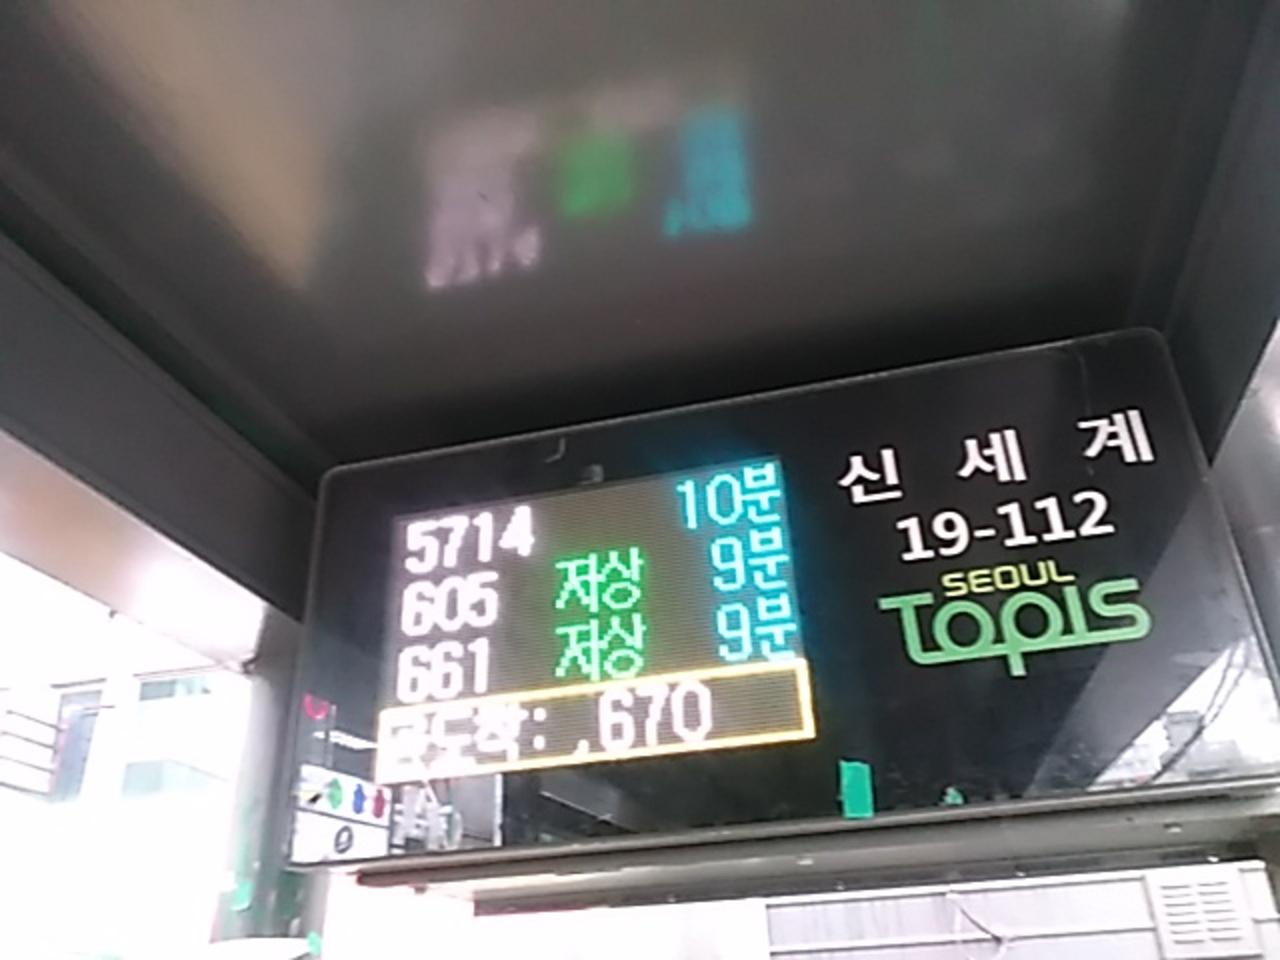 5714 10분
605 저상 9분
661 저상 9분
곧도착: , 670
신 세 계
19-112
SEOUL
TOPIS